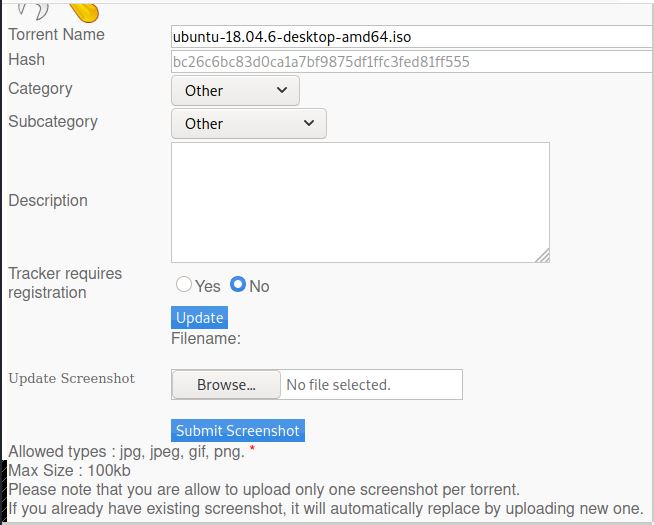 Torrent Name ubuntu-18.04.6-desktop-amd64.iso
Hash bc26c6bc83d0ca1a7bf9875df1ffc3fed81ff555
Category Other
Subcategory Other
Description
Tracker requires
registration Yes No
Update
Filename:
Update Screenshot Browse... No file selected.
Submit Screenshot
Allowed types : jpg, jpeg, gif, png. *
Max Size : 100kb
Please note that you are allow to upload only one screenshot per torrent.
If you already have existing screenshot, it will automatically replace by uploading new one.